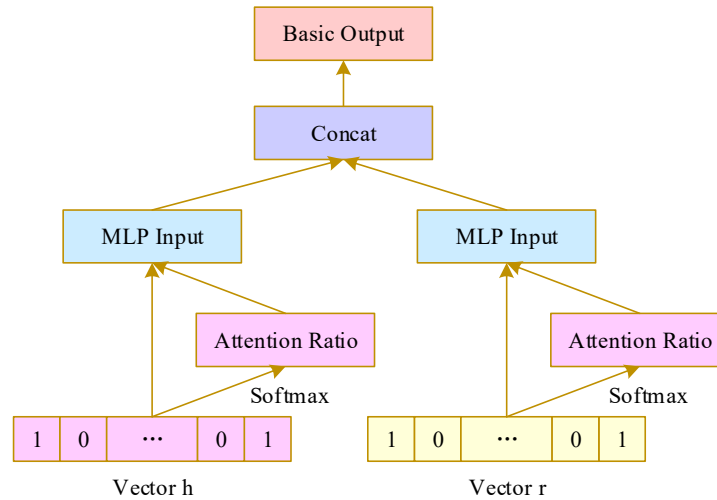 Basic Output
Concat
MLP Input MLP Input
Attention Ratio Attention Ratio
Softmax Softmax
1 0 ... 0 1 1 0 ... 0 1
Vector h Vector r